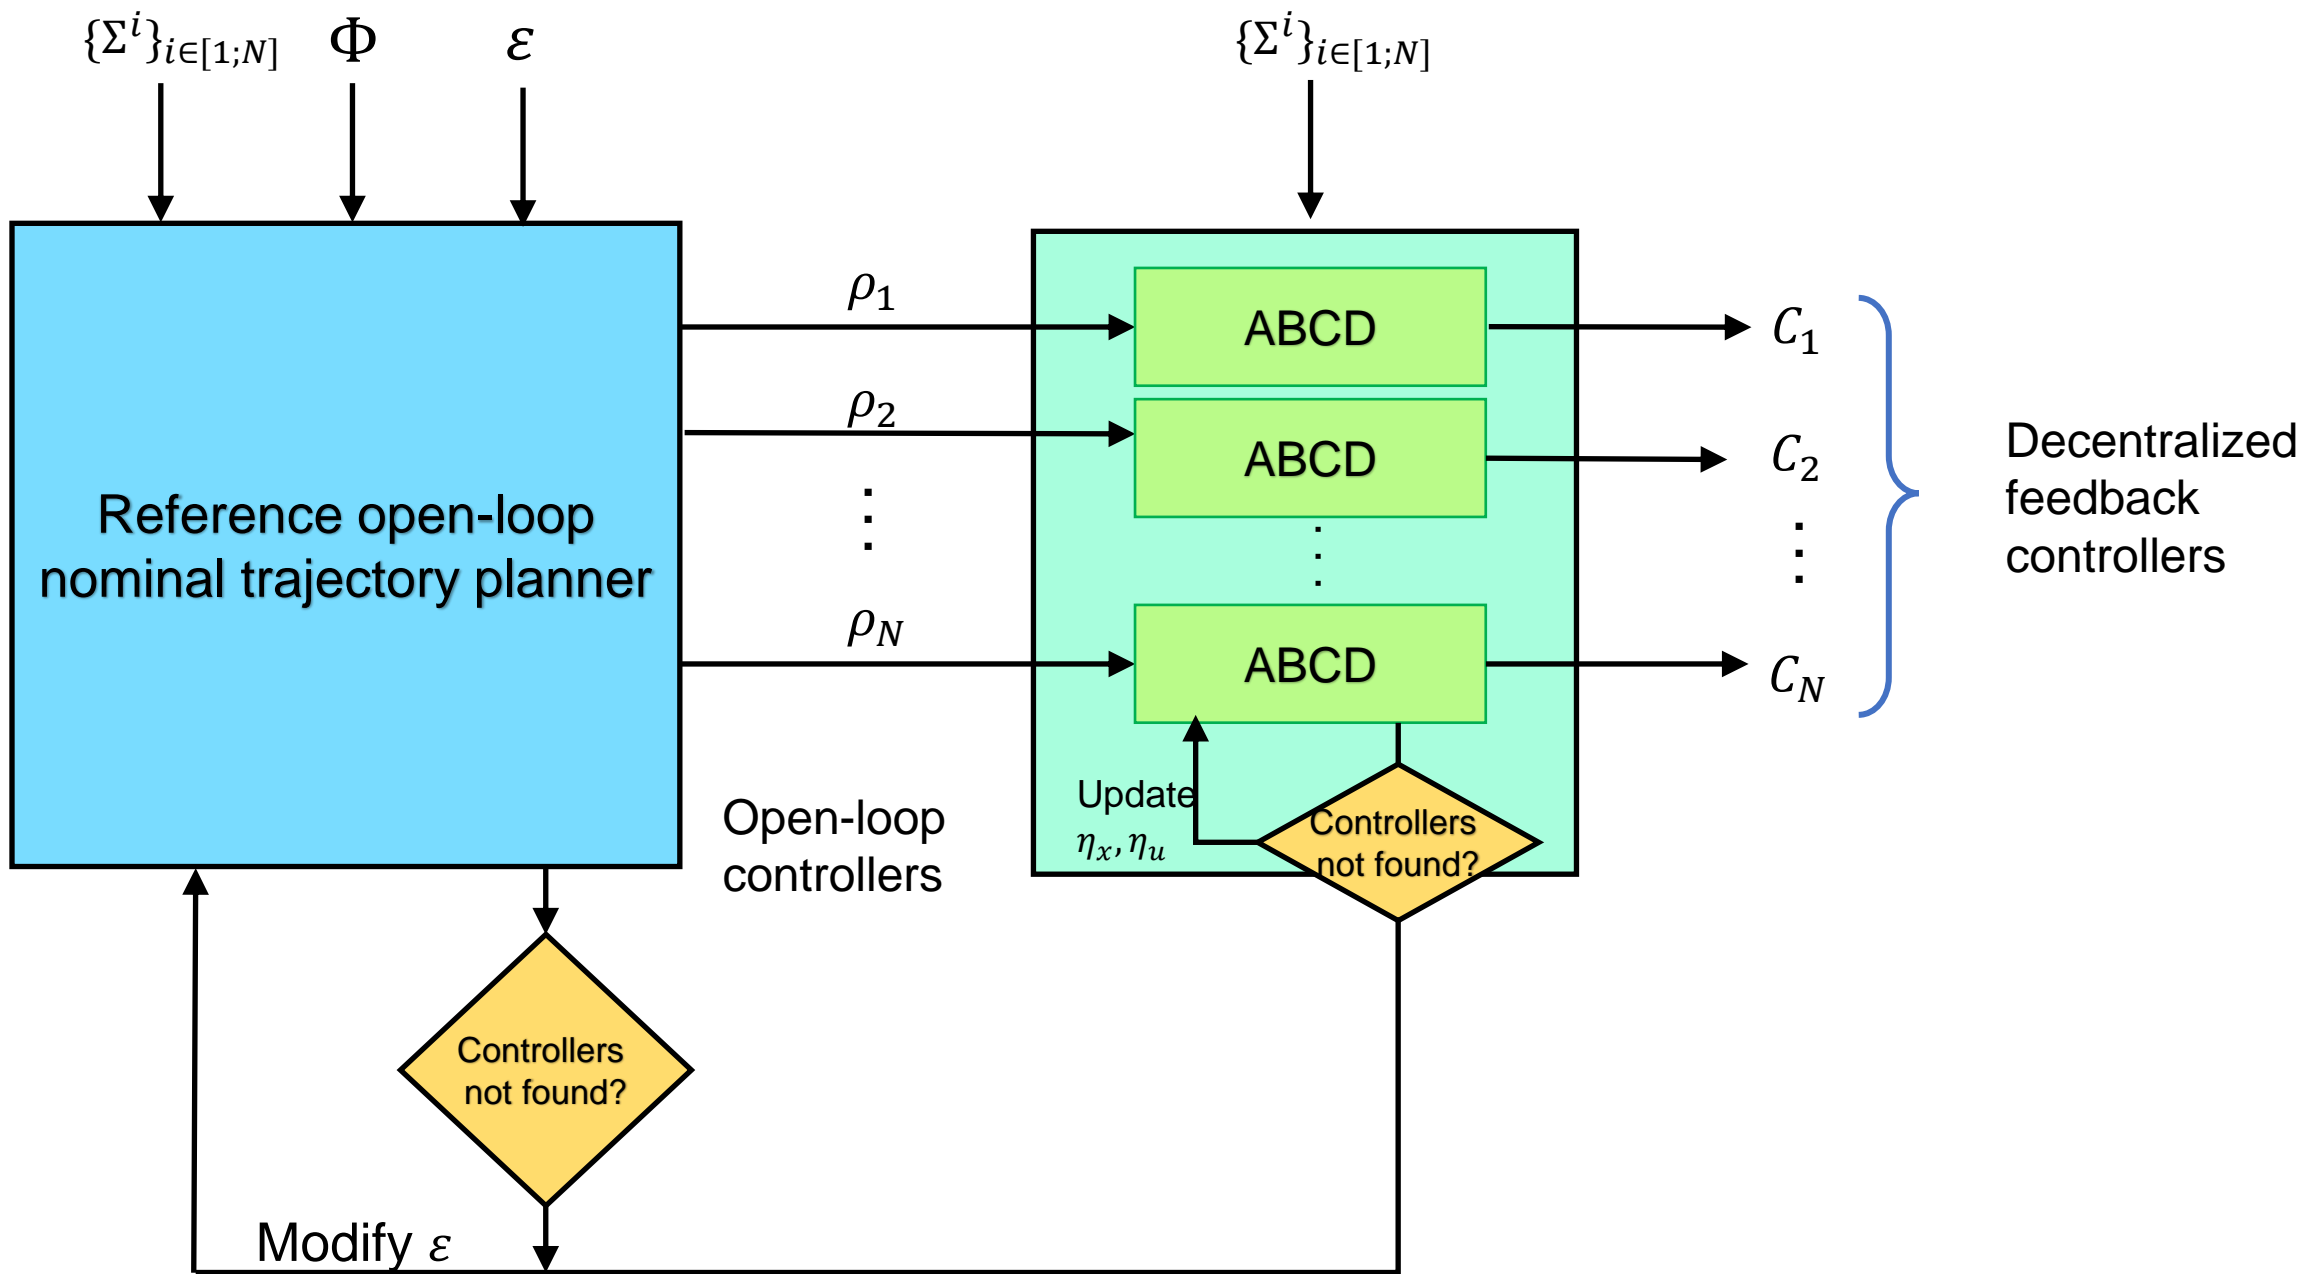 {Σ^i}_{i∈[1;N]} Φ ε
{Σ^i}_{i∈[1;N]}
Reference open-loop
nominal trajectory planner
ρ_1
ρ_2
⋮
ρ_N
Open-loop
controllers
ABCD
ABCD
⋮
ABCD
Update
η_x, η_u
Controllers
not found?
C_1
C_2
⋮
C_N
Decentralized
feedback
controllers
Controllers
not found?
Modify ε